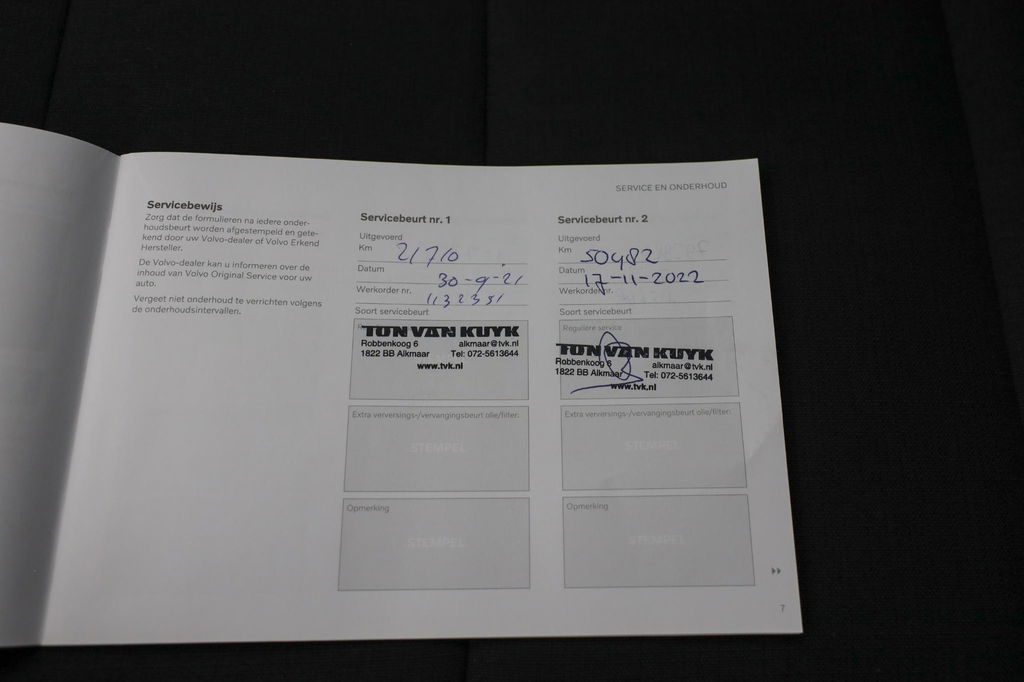 SERVICE EN ONDERHOUD
Servicebewijs
Zorg dat de formulieren na iedere onder-
houdsbeurt worden afgestempeld en gete-
kend door uw Volvo-dealer of Volvo Erkend
Hersteller.
De Volvo-dealer kan u informeren over de
inhoud van Volvo Original Service voor uw
auto.
Vergeet niet onderhoud te verrichten volgens
de onderhoudsintervallen.
Servicebeurt nr. 1
Uitgevoerd
Km 21710
Datum 30-9-21
Werkorder nr. 1132351
Soort servicebeurt
TON VAN KUYK
Robbenkoog 6 alkmaar@tvk.nl
1822 BB Alkmaar Tel: 072-5613644
www.tvk.nl
Extra verversings-/vervangingsbeurt olie/filter:
STEMPEL
Opmerking
STEMPEL
Servicebeurt nr. 2
Uitgevoerd
Km 50482
Datum 17-11-2022
Werkorder nr.
Soort servicebeurt
Reguliere service
TON VAN KUYK
Robbenkoog 6 alkmaar@tvk.nl
1822 BB Alkmaar Tel: 072-5613644
www.tvk.nl
Extra verversings-/vervangingsbeurt olie/filter:
STEMPEL
Opmerking
STEMPEL
7